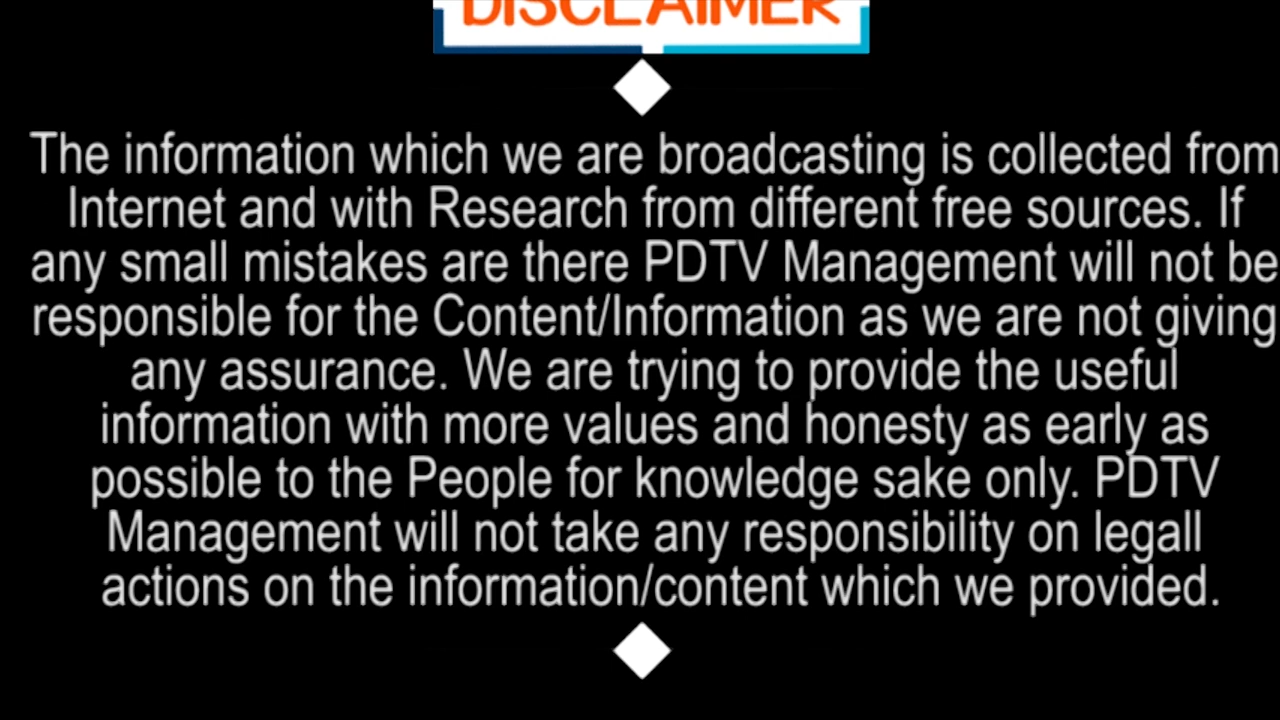 DISCLAIMER
The information which we are broadcasting is collected from
Internet and with Research from different free sources. If
any small mistakes are there PDTV Management will not be
responsible for the Content/Information as we are not giving
any assurance. We are trying to provide the useful
information with more values and honesty as early as
possible to the People for knowledge sake only. PDTV
Management will not take any responsibility on legall
actions on the information/content which we provided.